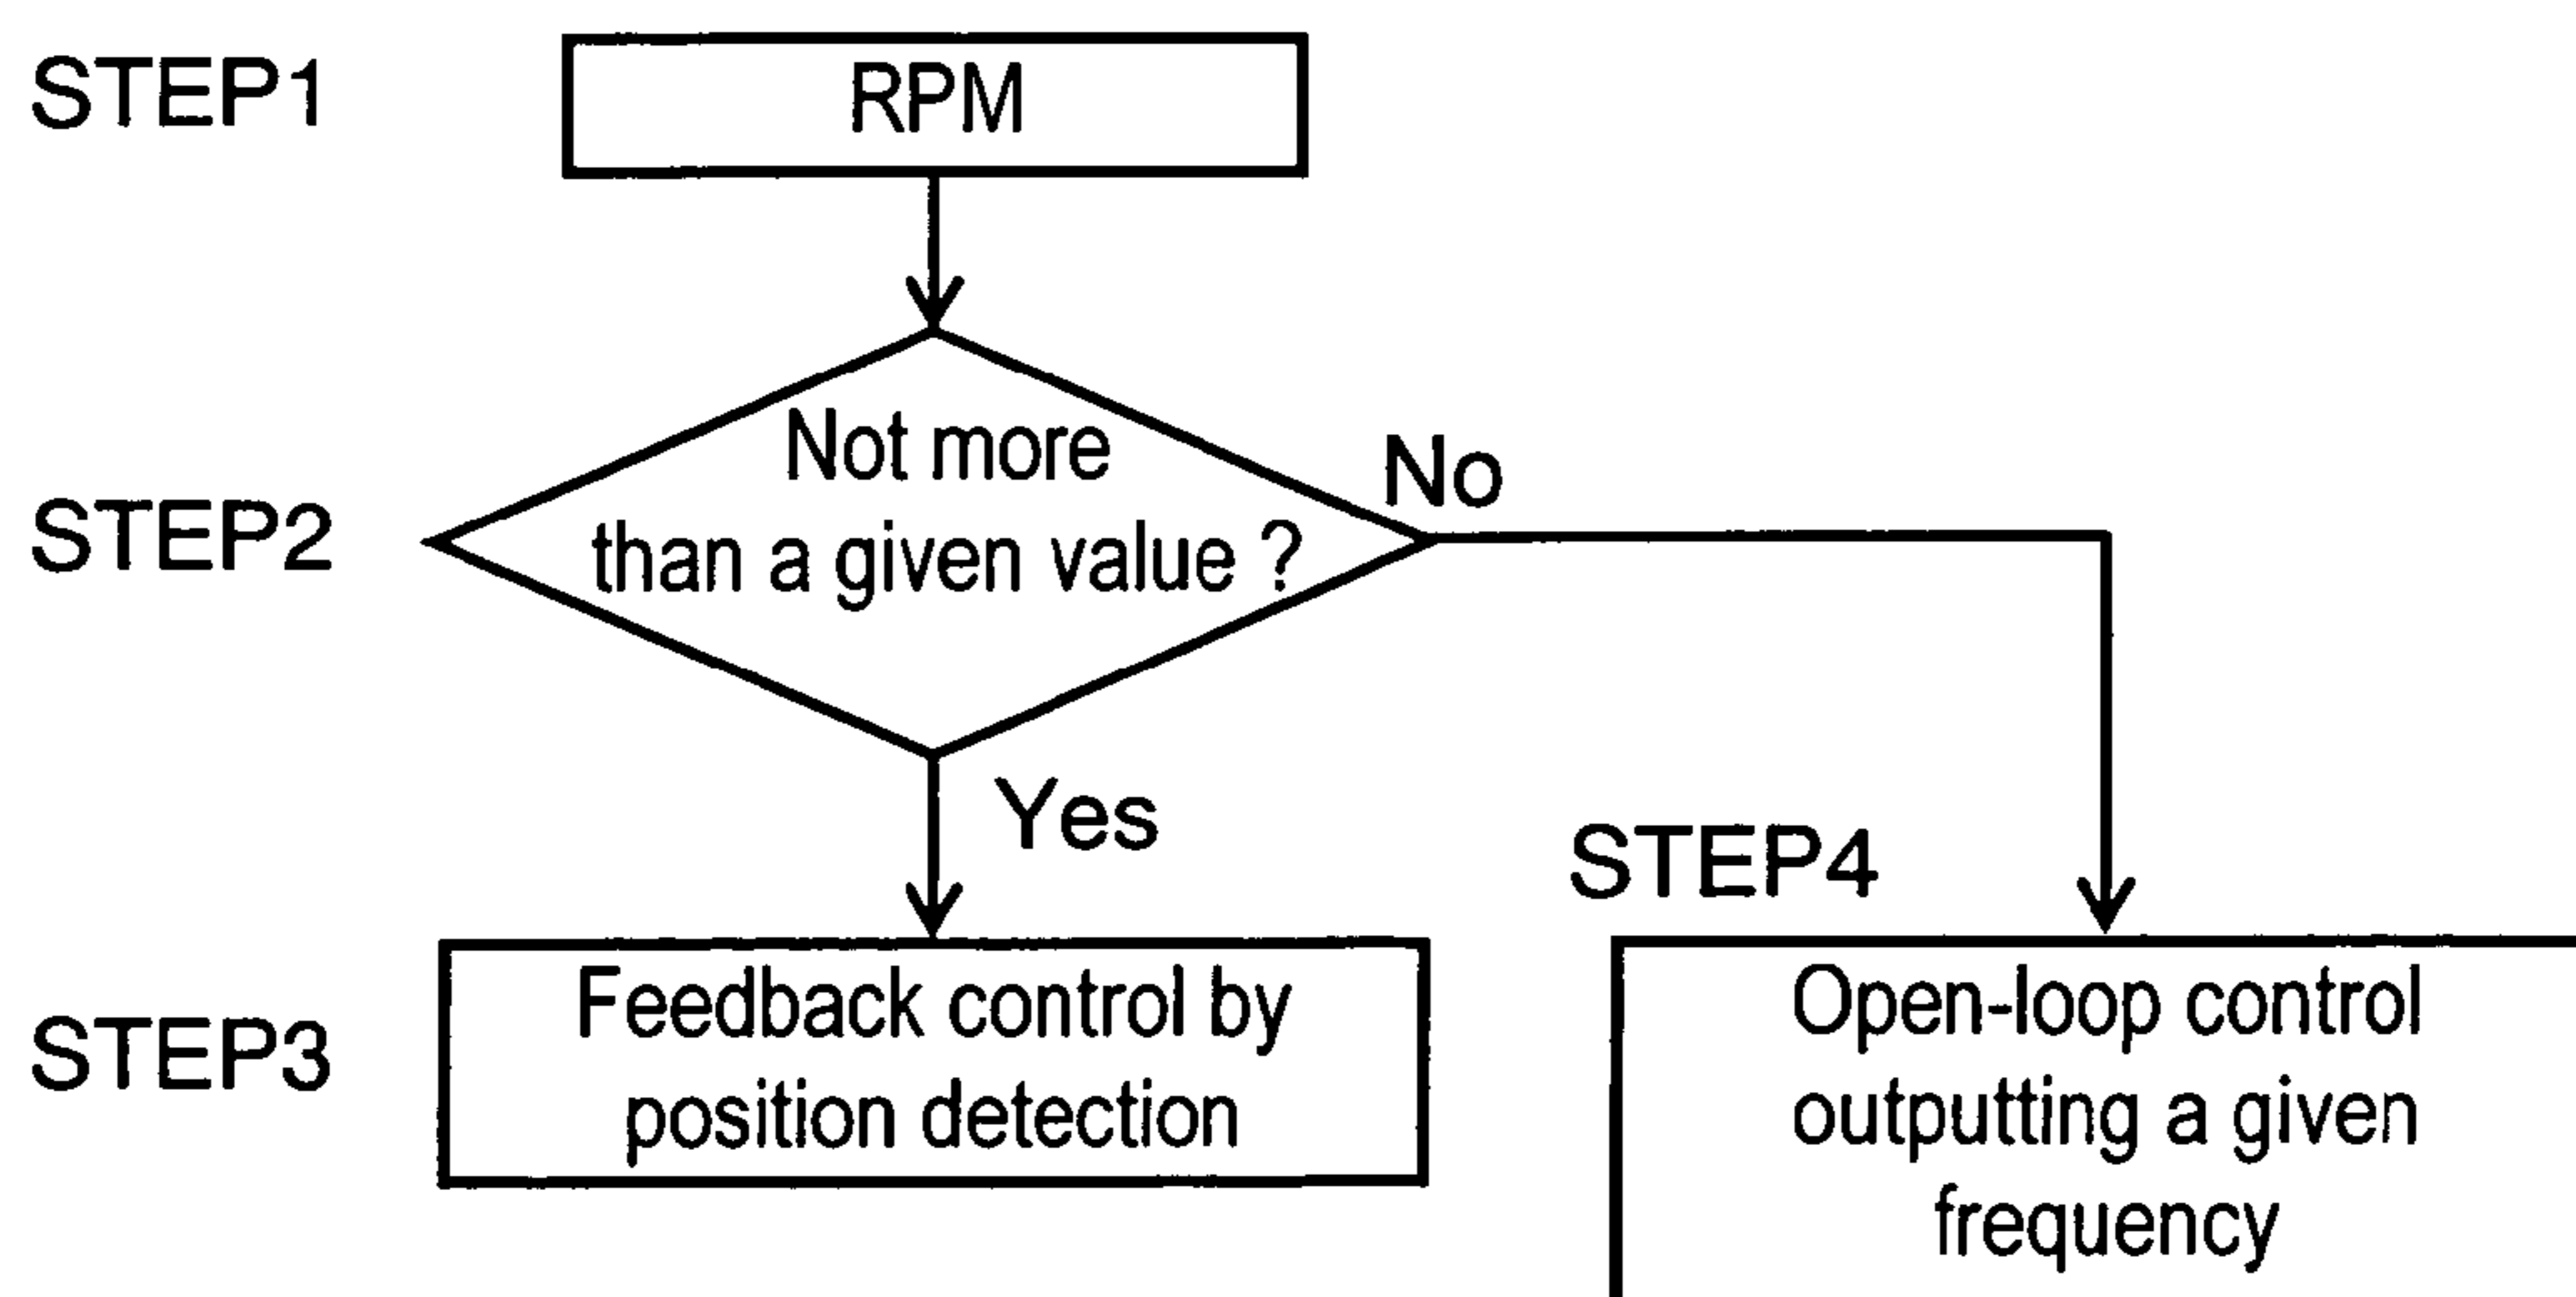 STEP1
RPM
STEP2
Not more
than a given value ?
No
Yes
STEP3
Feedback control by
position detection
STEP4
Open-loop control
outputting a given
frequency